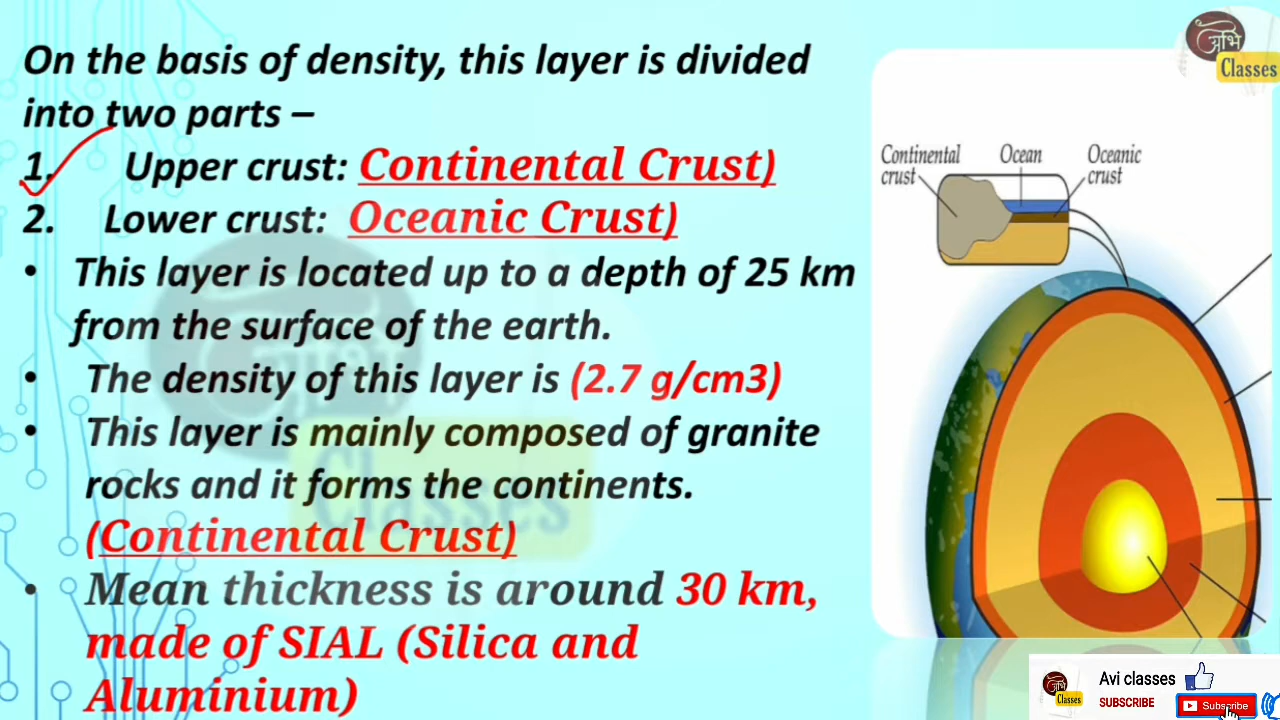 On the basis of density, this layer is divided
into two parts –
1. Upper crust: Continental Crust)
2. Lower crust: Oceanic Crust)
• This layer is located up to a depth of 25 km
from the surface of the earth.
• The density of this layer is (2.7 g/cm3)
• This layer is mainly composed of granite
rocks and it forms the continents.
(Continental Crust)
• Mean thickness is around 30 km,
made of SIAL (Silica and
Aluminium)
अभि
Classes
Continental
crust
Ocean
Oceanic
crust
अभि
Classes
Avi classes
SUBSCRIBE
Subscribe